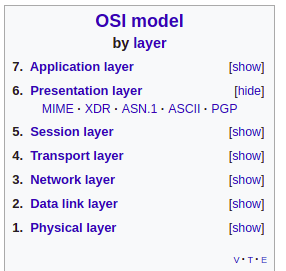 OSI model
by layer
7. Application layer [show]
6. Presentation layer [hide]
MIME · XDR · ASN.1 · ASCII · PGP
5. Session layer [show]
4. Transport layer [show]
3. Network layer [show]
2. Data link layer [show]
1. Physical layer [show]
V · T · E